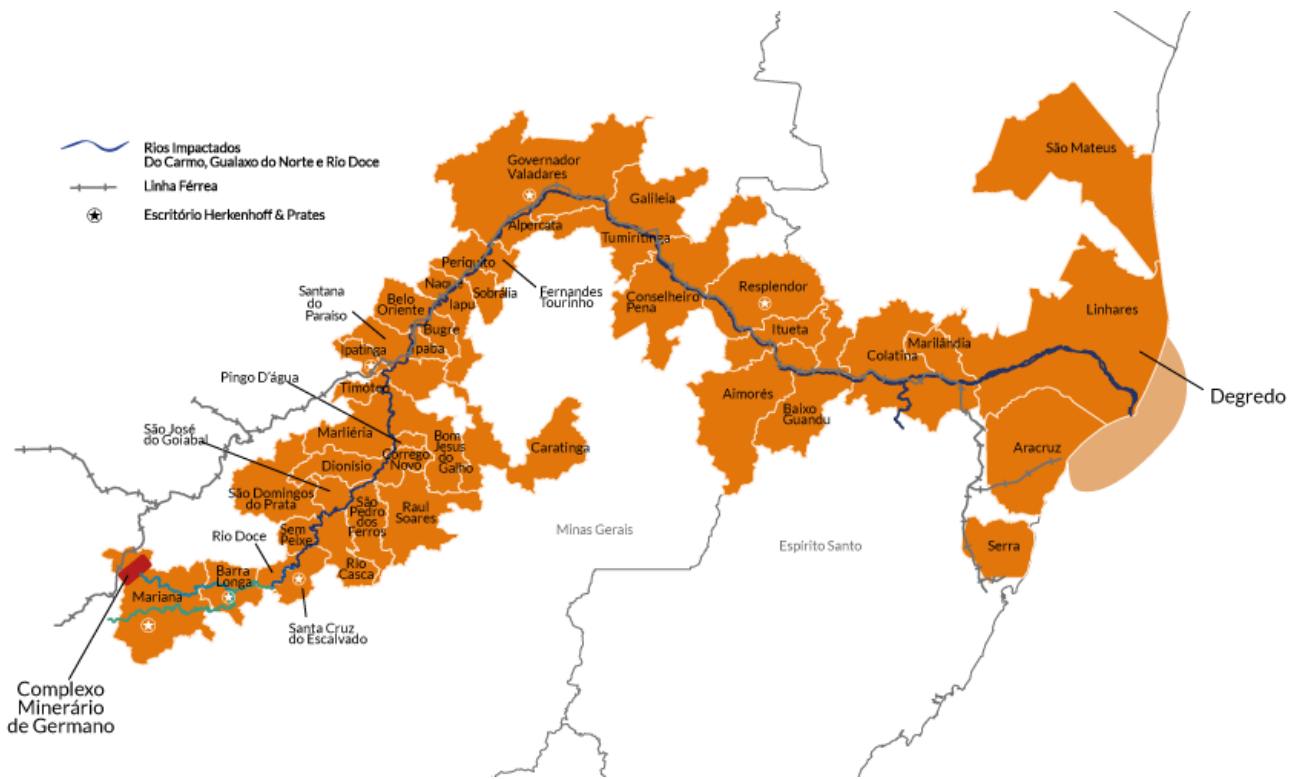 Rios Impactados
Do Carmo, Gualaxo do Norte e Rio Doce
Linha Férrea
Escritório Herkenhoff & Prates
São Mateus
Governador
Valadares
Galileia
Alpercata
Tumiritinga
Periquito
Naque
Sobrália
Fernandes
Tourinho
Santana
do
Paraíso
Belo
Oriente
Iapu
Conselheiro
Pena
Resplendor
Itueta
Linhares
Bugre
Ipaba
Ipatinga
Marilândia
Colatina
Pingo D'água
Timóteo
Aimorés
Baixo
Guandu
Degredo
São José
do Goiabal
Marliéria
Bom
Jesus
do
Galho
Caratinga
Aracruz
Corrego
Novo
Dionísio
São Domingos
do Prata
São
Pedro
dos
Ferros
Raul
Soares
Minas Gerais
Espirito Santo
Sem
Peixe
Rio Doce
Serra
Rio
Casca
Barra
Longa
Mariana
Santa Cruz
do Escalvado
Complexo
Minerário
de Germano